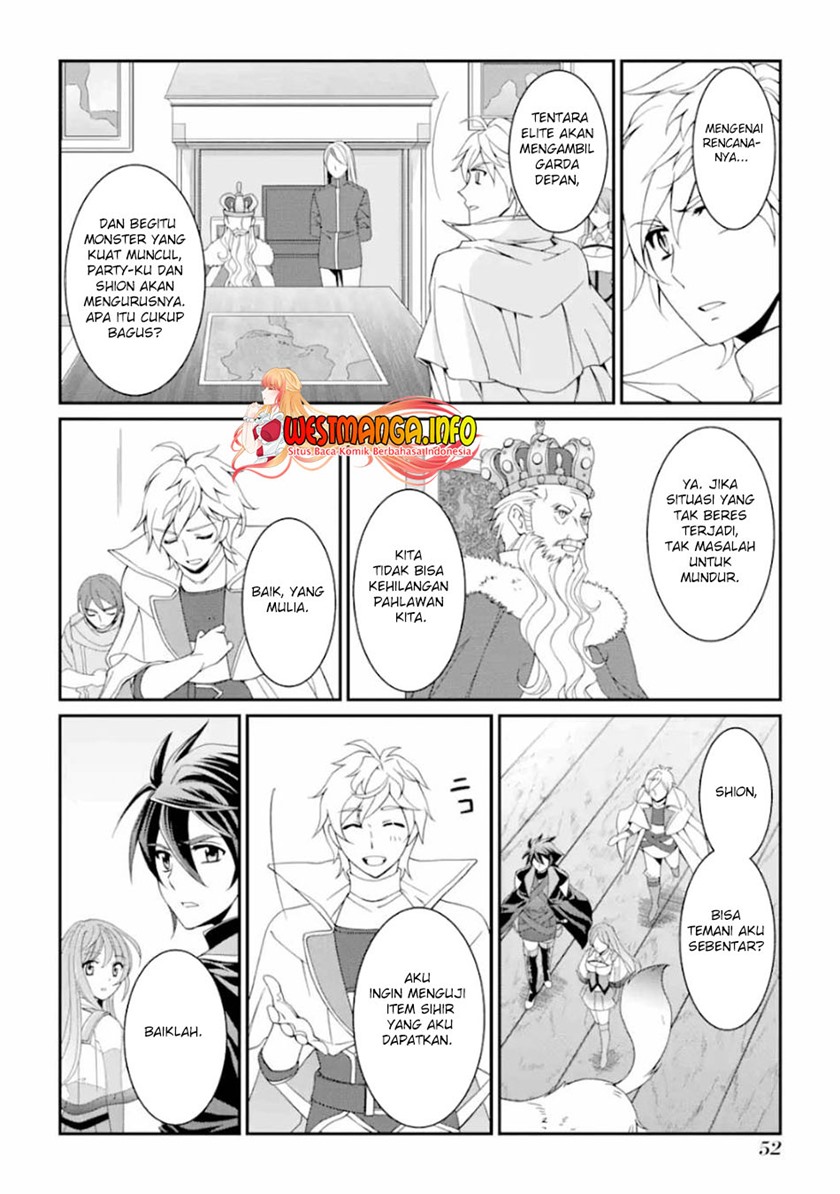 MENGENAI
RENCANA-
NYA...
TENTARA
ELITE AKAN
MENGAMBIL
GARDA
DEPAN,
DAN BEGITU
MONSTER YANG
KUAT MUNCUL,
PARTY-KU DAN
SHION AKAN
MENGURUSNYA.
APA ITU CUKUP
BAGUS?
WESTMANGA.INFO
Situs Baca Komik Berbahasa Indonesia
YA. JIKA
SITUASI YANG
TAK BERES
TERJADI,
TAK MASALAH
UNTUK
MUNDUR.
KITA
TIDAK BISA
KEHILANGAN
PAHLAWAN
KITA.
BAIK, YANG
MULIA.
SHION,
BISA
TEMANI AKU
SEBENTAR?
ニコ
AKU
INGIN MENGUJI
ITEM SIHIR
YANG AKU
DAPATKAN.
BAIKLAH.
52